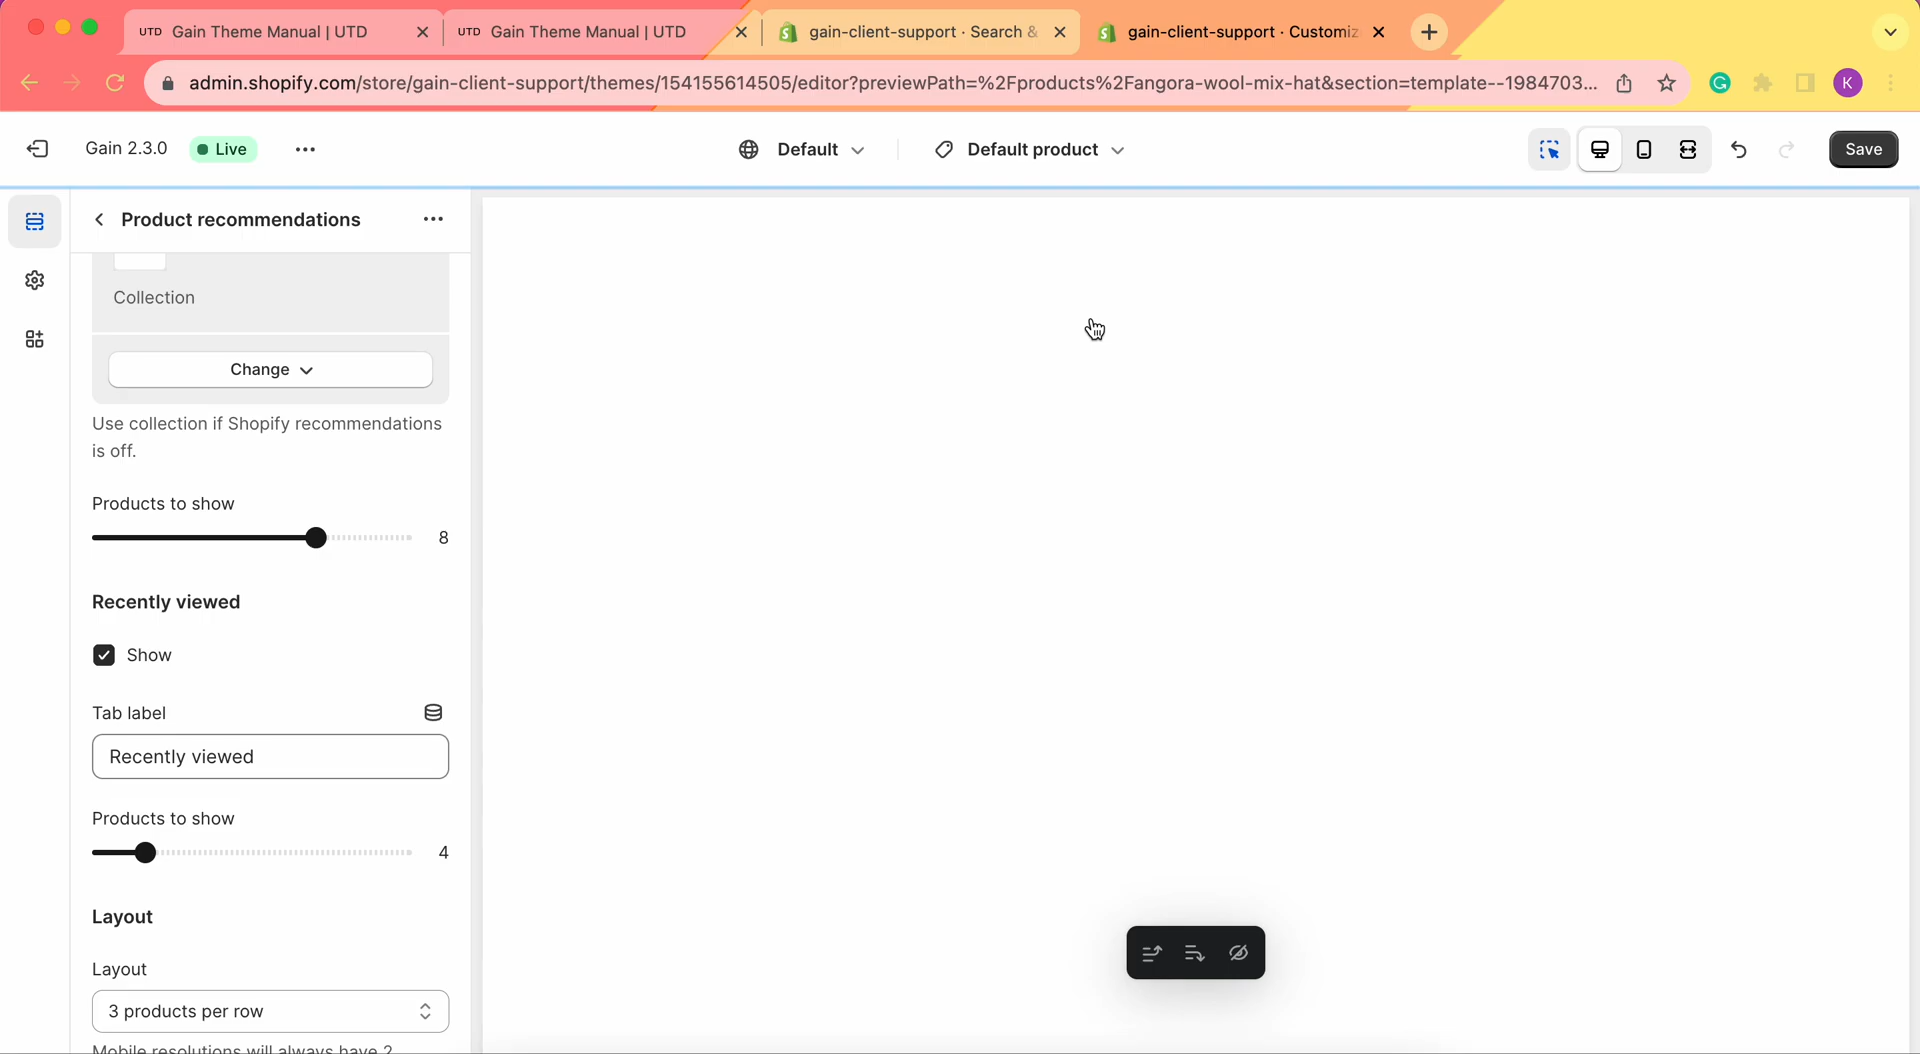 UTD Gain Theme Manual | UTD
UTD Gain Theme Manual | UTD
gain-client-support · Search &
gain-client-support · Customiz
admin.shopify.com/store/gain-client-support/themes/154155614505/editor?previewPath=%2Fproducts%2Fangora-wool-mix-hat&section=template--1984703...
K
Gain 2.3.0
Live
Default
Default product
Save
Product recommendations
Collection
Change
Use collection if Shopify recommendations
is off.
Products to show
8
Recently viewed
Show
Tab label
Recently viewed
Products to show
4
Layout
Layout
3 products per row
Mobile resolutions will always have 2